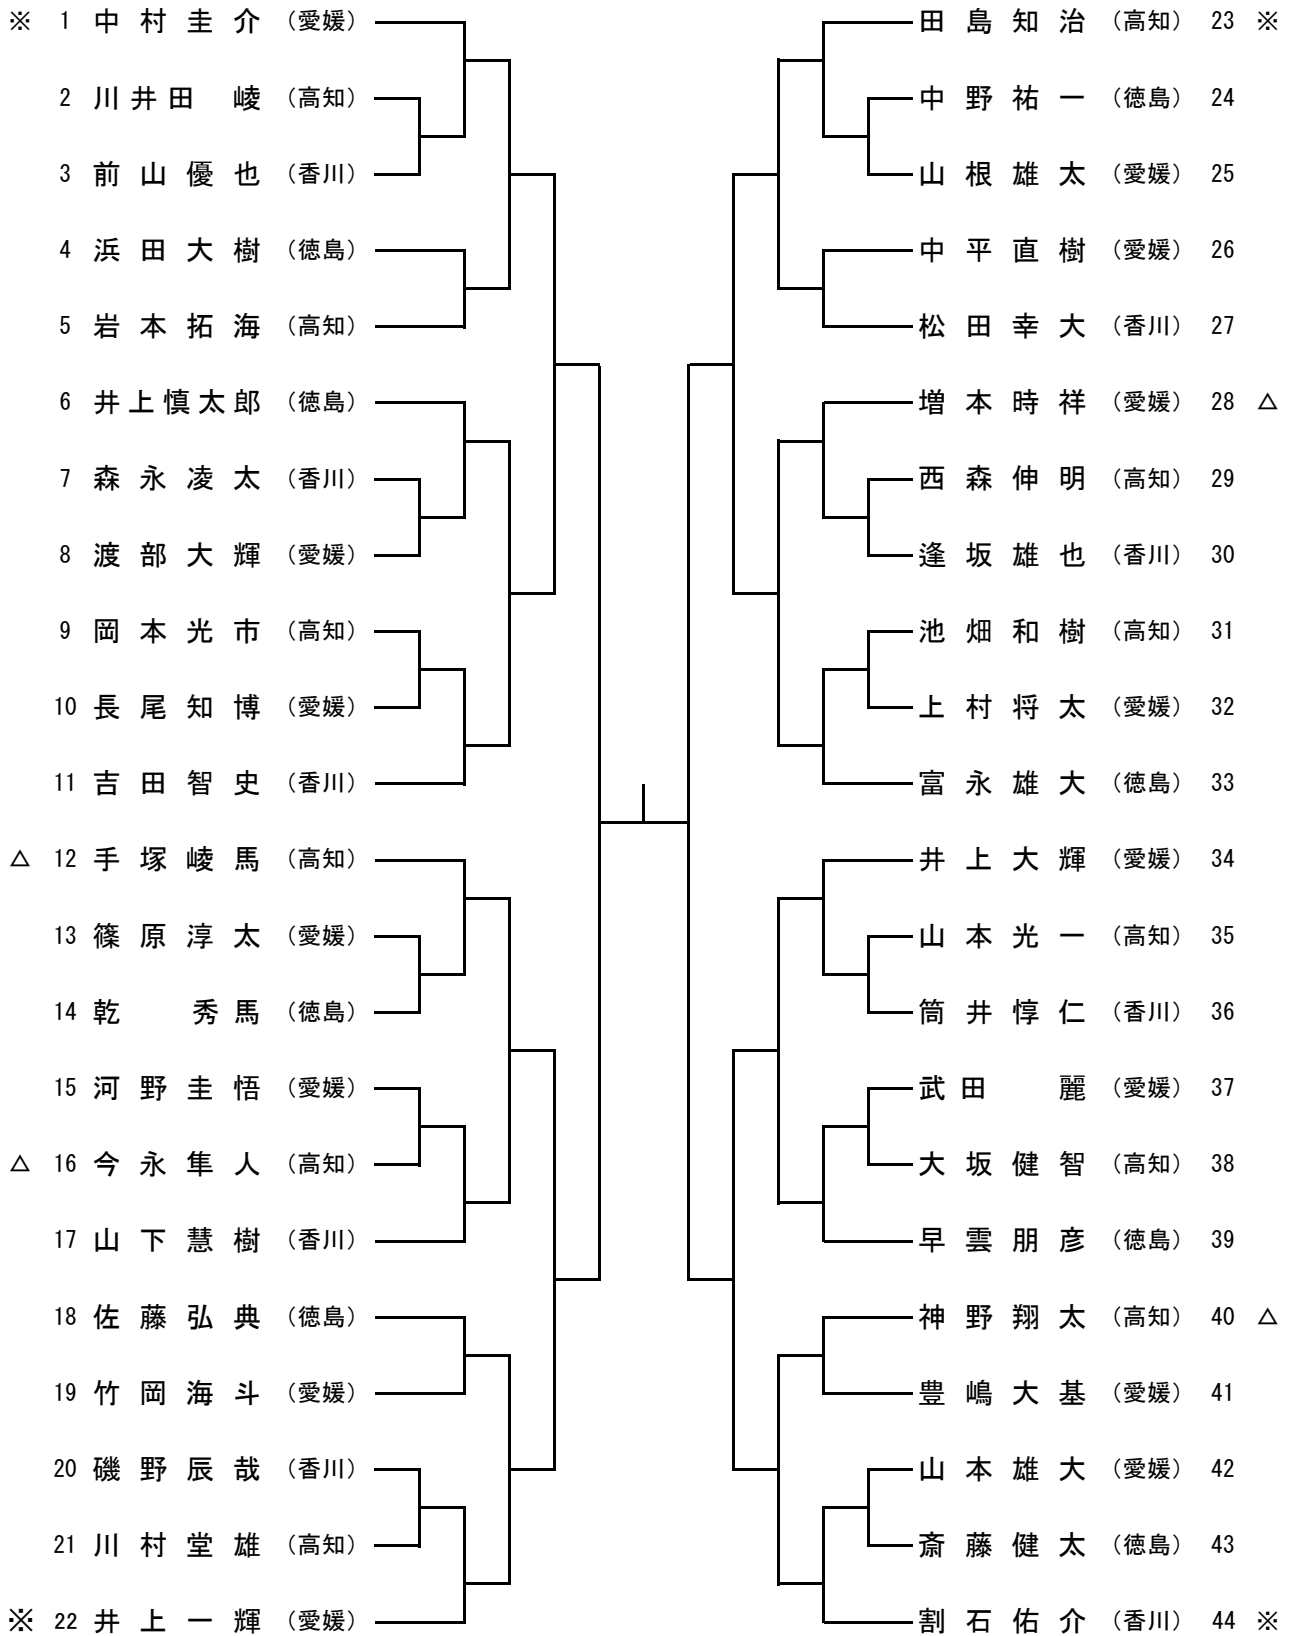 ※ 1 中村圭介 （愛媛）
2 川井田 崚 （高知）
3 前山優也 （香川）
4 浜田大樹 （徳島）
5 岩本拓海 （高知）
6 井上慎太郎 （徳島）
7 森永凌太 （香川）
8 渡部大輝 （愛媛）
9 岡本光市 （高知）
10 長尾知博 （愛媛）
11 吉田智史 （香川）
△ 12 手塚崚馬 （高知）
13 篠原淳太 （愛媛）
14 乾 秀馬 （徳島）
15 河野圭悟 （愛媛）
△ 16 今永隼人 （高知）
17 山下慧樹 （香川）
18 佐藤弘典 （徳島）
19 竹岡海斗 （愛媛）
20 磯野辰哉 （香川）
21 川村堂雄 （高知）
※ 22 井上一輝 （愛媛）
田島知治 （高知） 23 ※
中野祐一 （徳島） 24
山根雄太 （愛媛） 25
中平直樹 （愛媛） 26
松田幸大 （香川） 27
増本時祥 （愛媛） 28 △
西森伸明 （高知） 29
逢坂雄也 （香川） 30
池畑和樹 （高知） 31
上村将太 （愛媛） 32
富永雄大 （徳島） 33
井上大輝 （愛媛） 34
山本光一 （高知） 35
筒井惇仁 （香川） 36
武田 麗 （愛媛） 37
大坂健智 （高知） 38
早雲朋彦 （徳島） 39
神野翔太 （高知） 40 △
豊嶋大基 （愛媛） 41
山本雄大 （愛媛） 42
斎藤健太 （徳島） 43
割石佑介 （香川） 44 ※